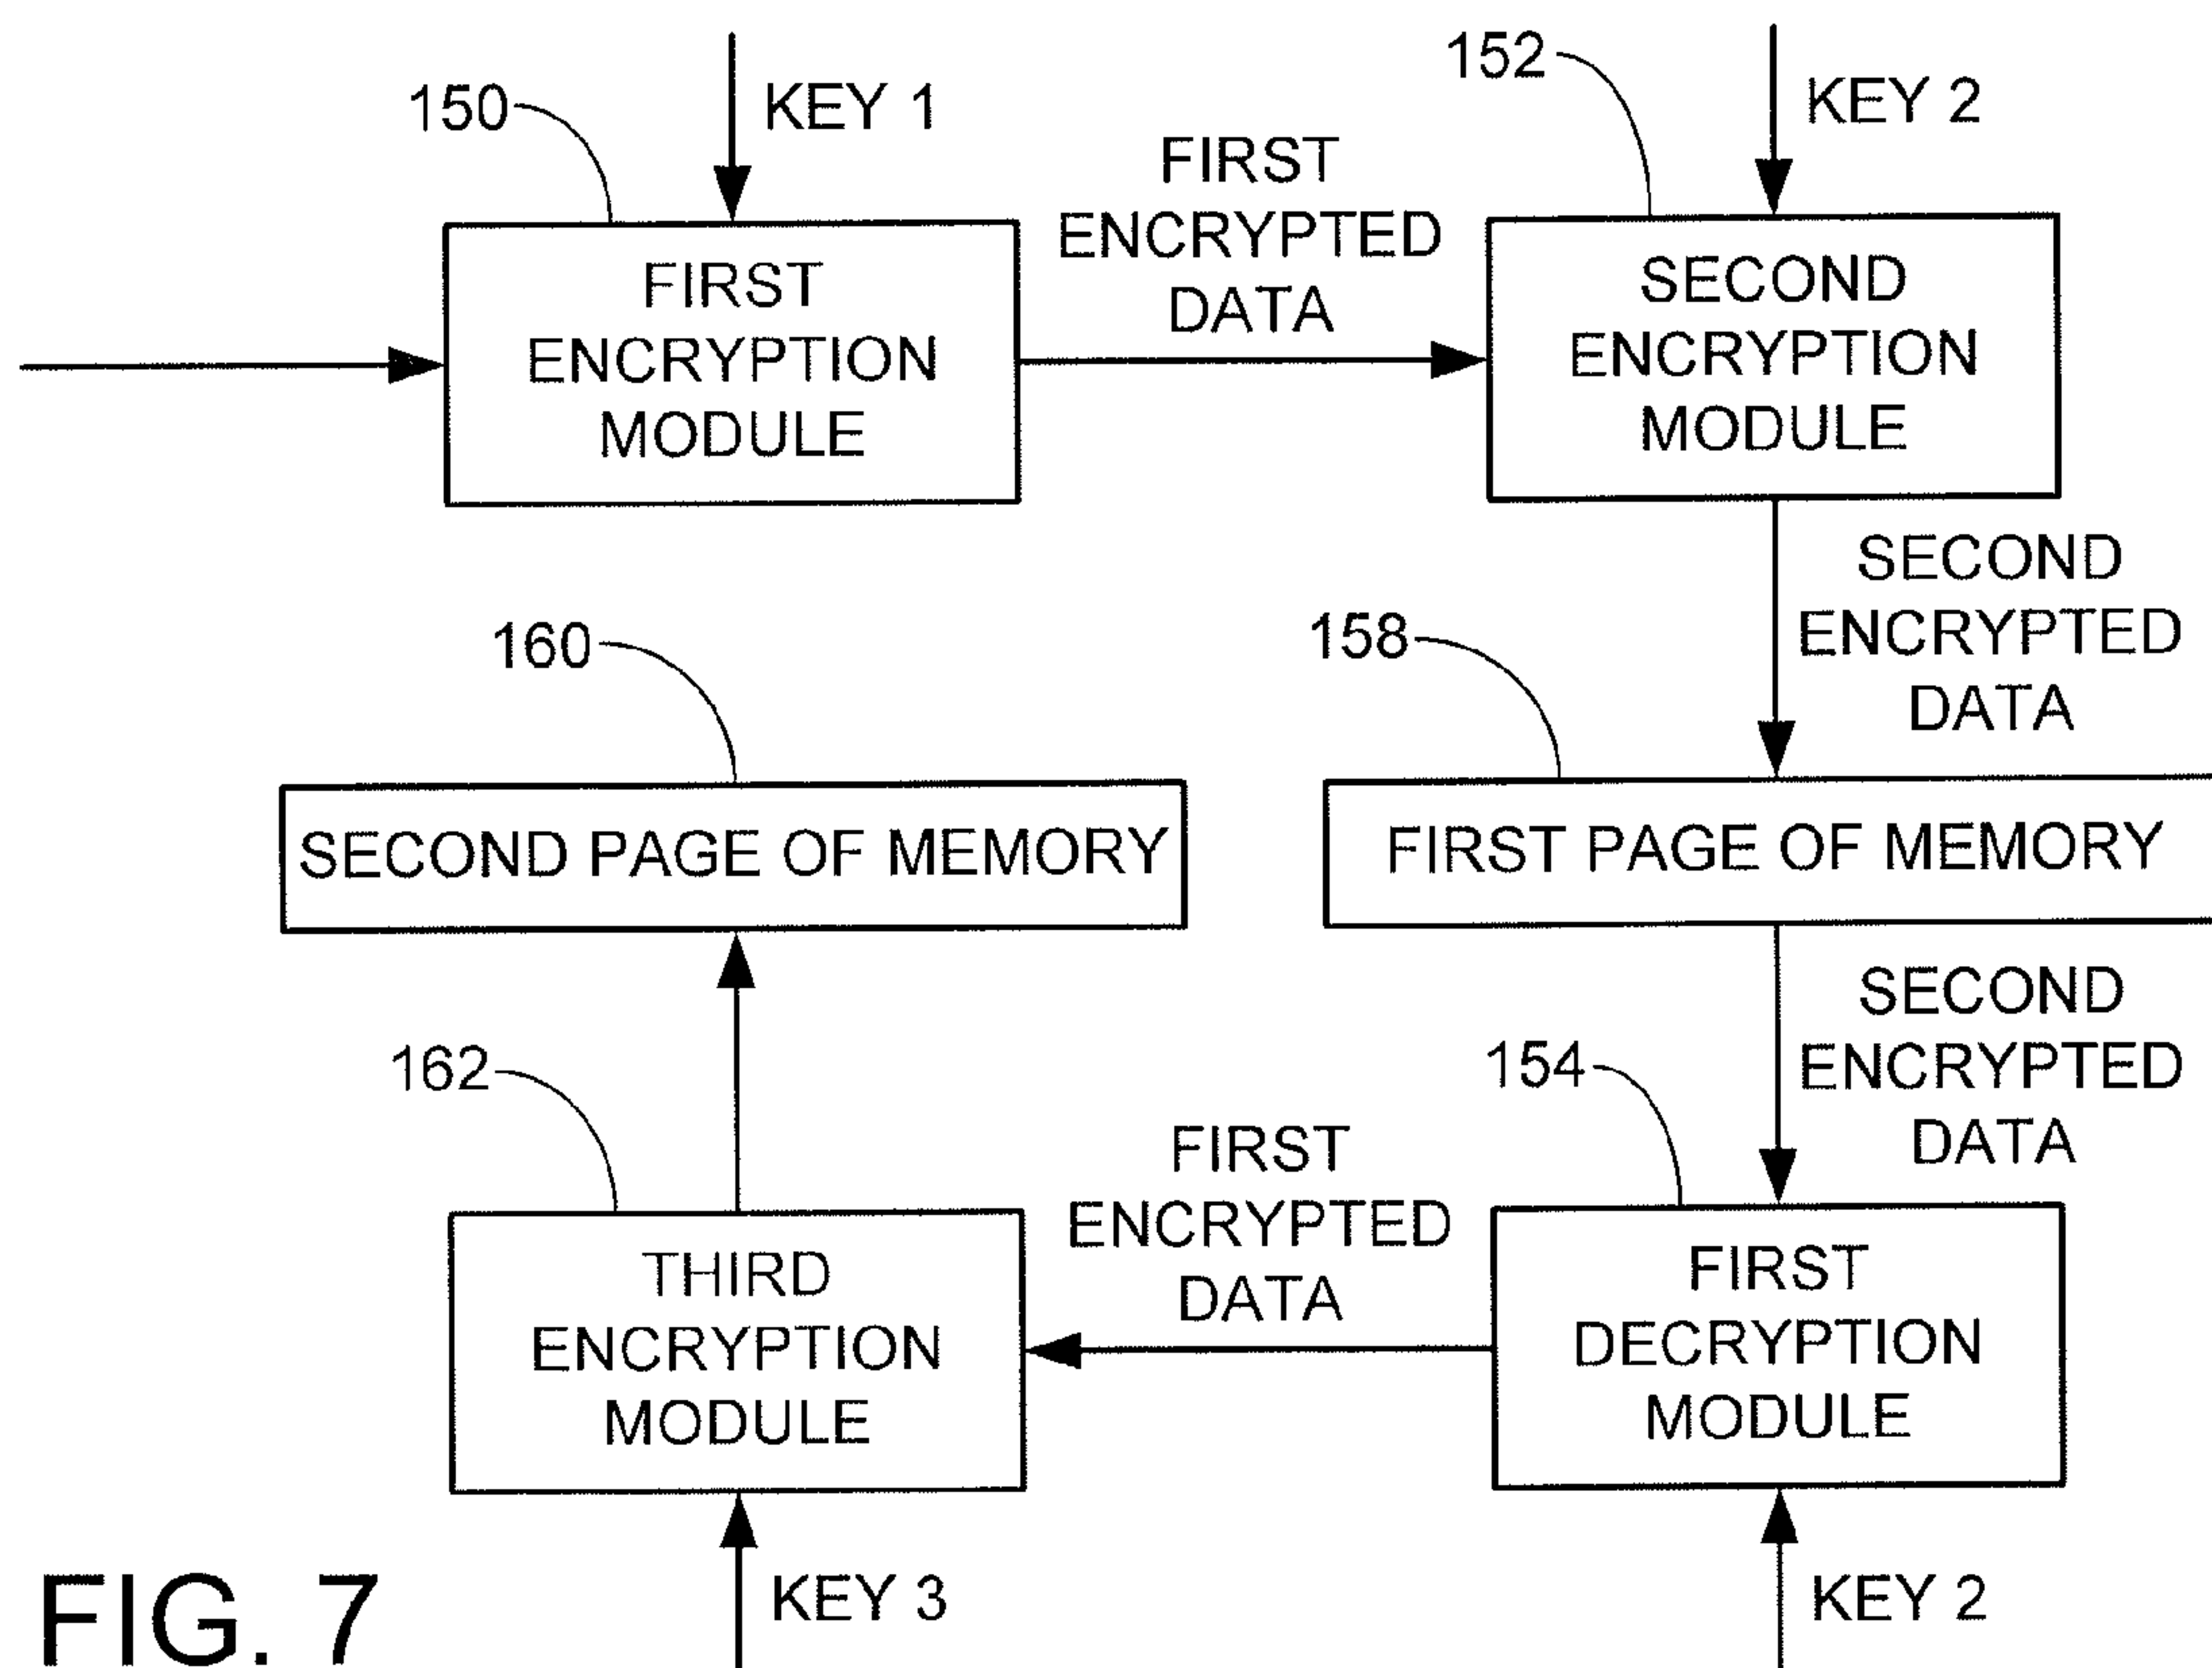 150
KEY 1
FIRST
ENCRYPTED
DATA
152
KEY 2
FIRST
ENCRYPTION
MODULE
SECOND
ENCRYPTION
MODULE
SECOND
ENCRYPTED
DATA
160
158
SECOND PAGE OF MEMORY
FIRST PAGE OF MEMORY
SECOND
ENCRYPTED
DATA
162
154
FIRST
ENCRYPTED
DATA
THIRD
ENCRYPTION
MODULE
FIRST
DECRYPTION
MODULE
KEY 3
KEY 2
FIG. 7